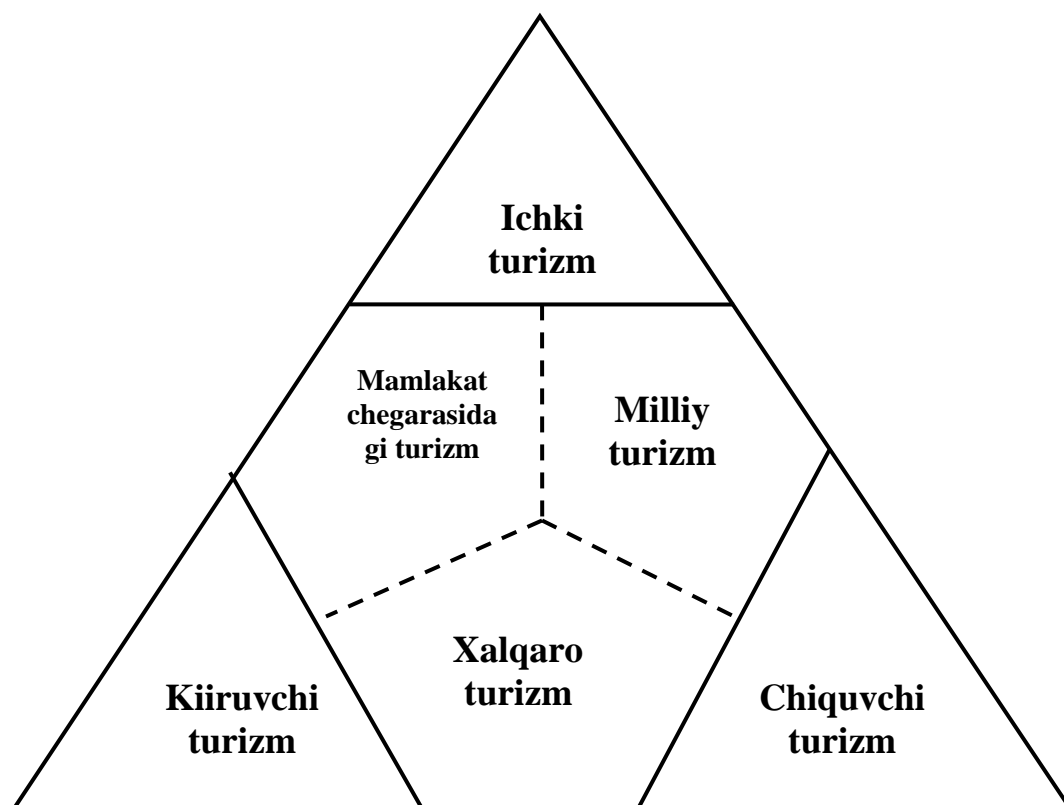 Ichki
turizm
Mamlakat
chegarasida
gi turizm
Milliy
turizm
Xalqaro
turizm
Kiiruvchi
turizm
Chiquvchi
turizm